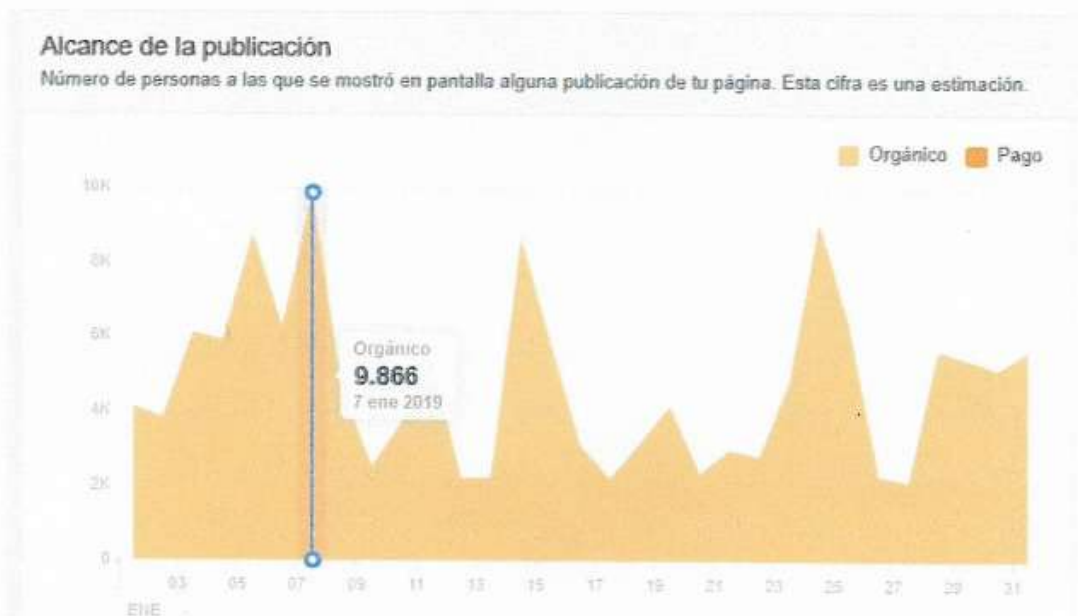 Alcance de la publicación
Número de personas a las que se mostró en pantalla alguna publicación de tu página. Esta cifra es una estimación.
Orgánico Pago
10K
8K
6K
4K
2K
0
Orgánico
9.866
7 ene 2019
03 05 07 09 11 13 15 17 19 21 23 25 27 29 31
ENE